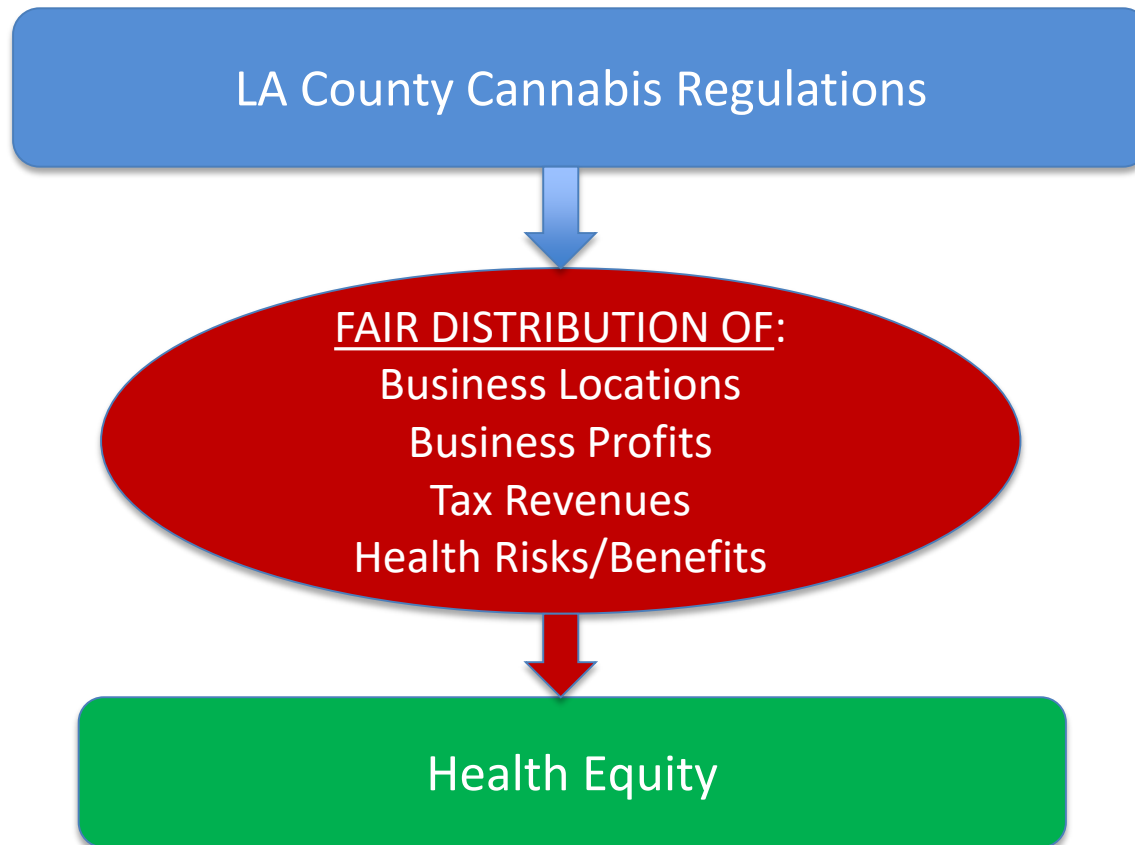 LA County Cannabis Regulations
FAIR DISTRIBUTION OF:
Business Locations
Business Profits
Tax Revenues
Health Risks/Benefits
Health Equity